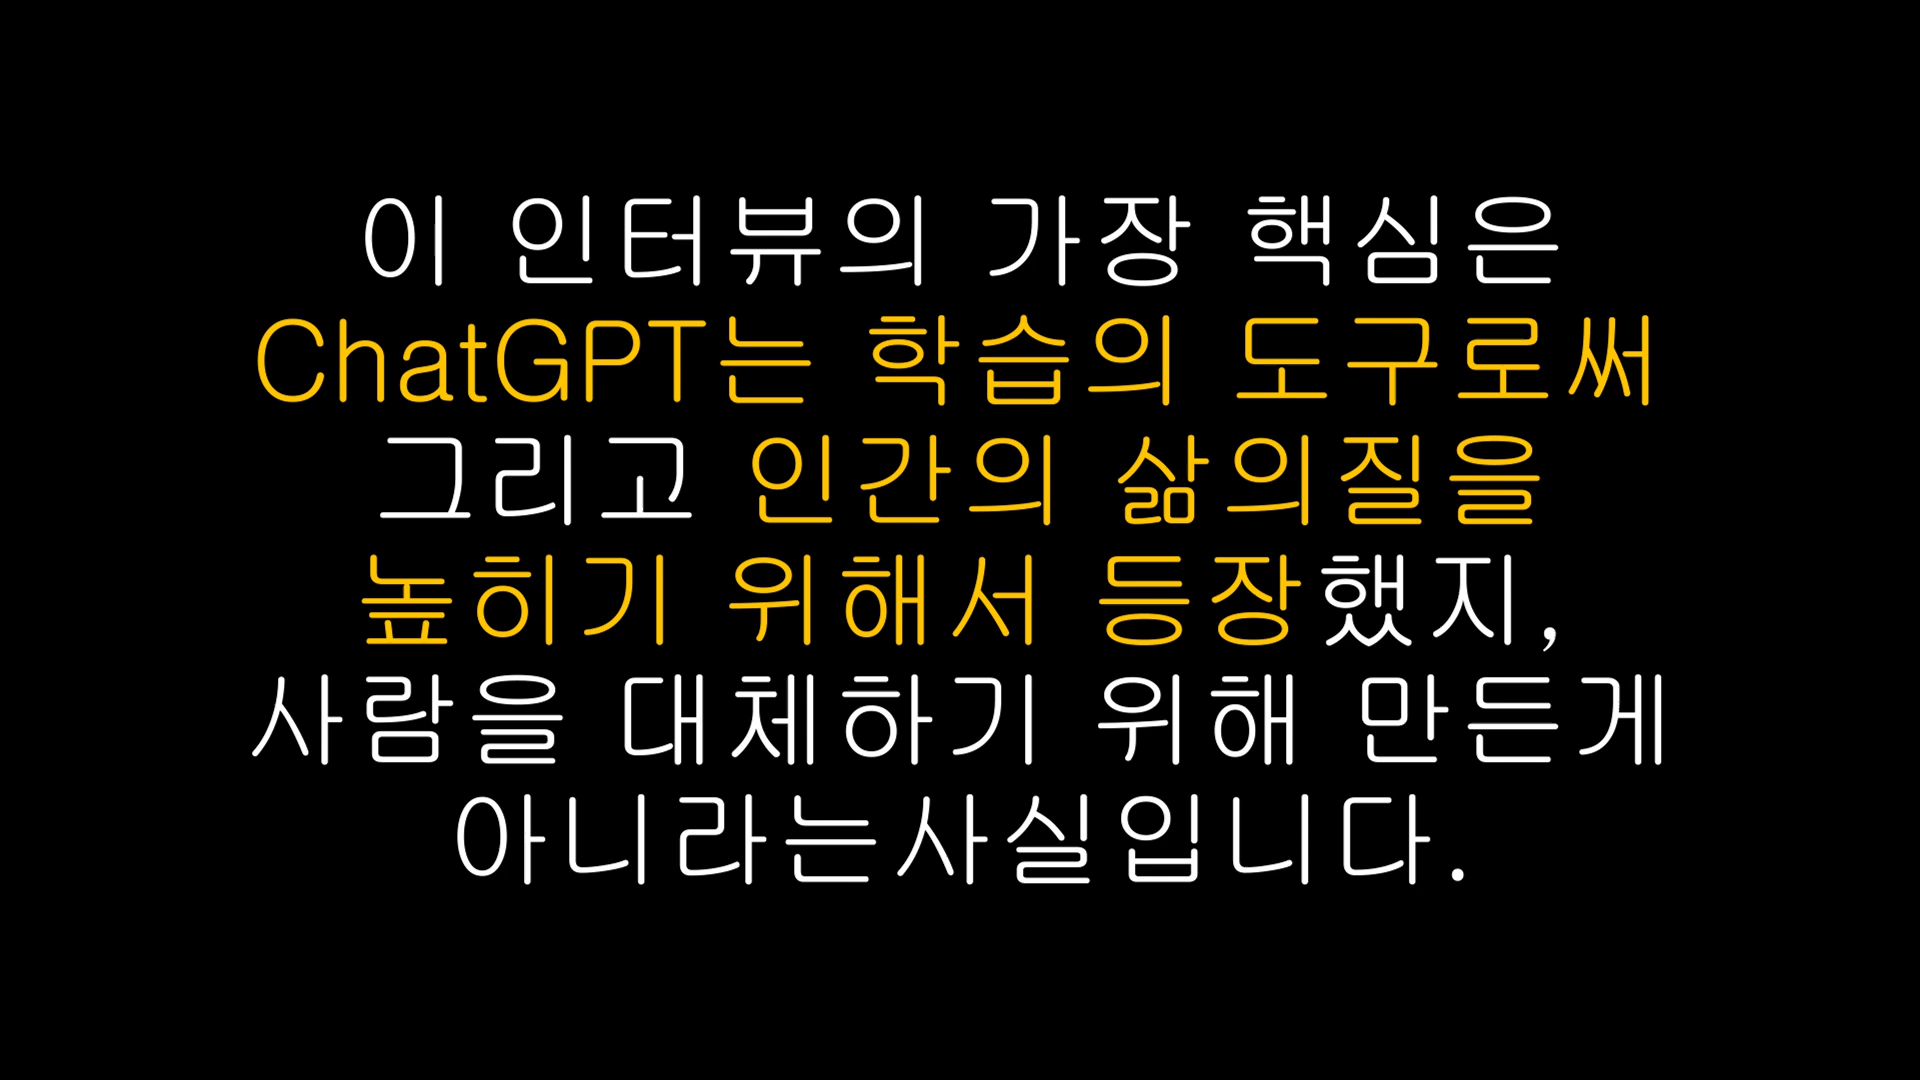 이 인터뷰의 가장 핵심은
ChatGPT는 학습의 도구로써
그리고 인간의 삶의질을
높히기 위해서 등장했지,
사람을 대체하기 위해 만든게
아니라는사실입니다.